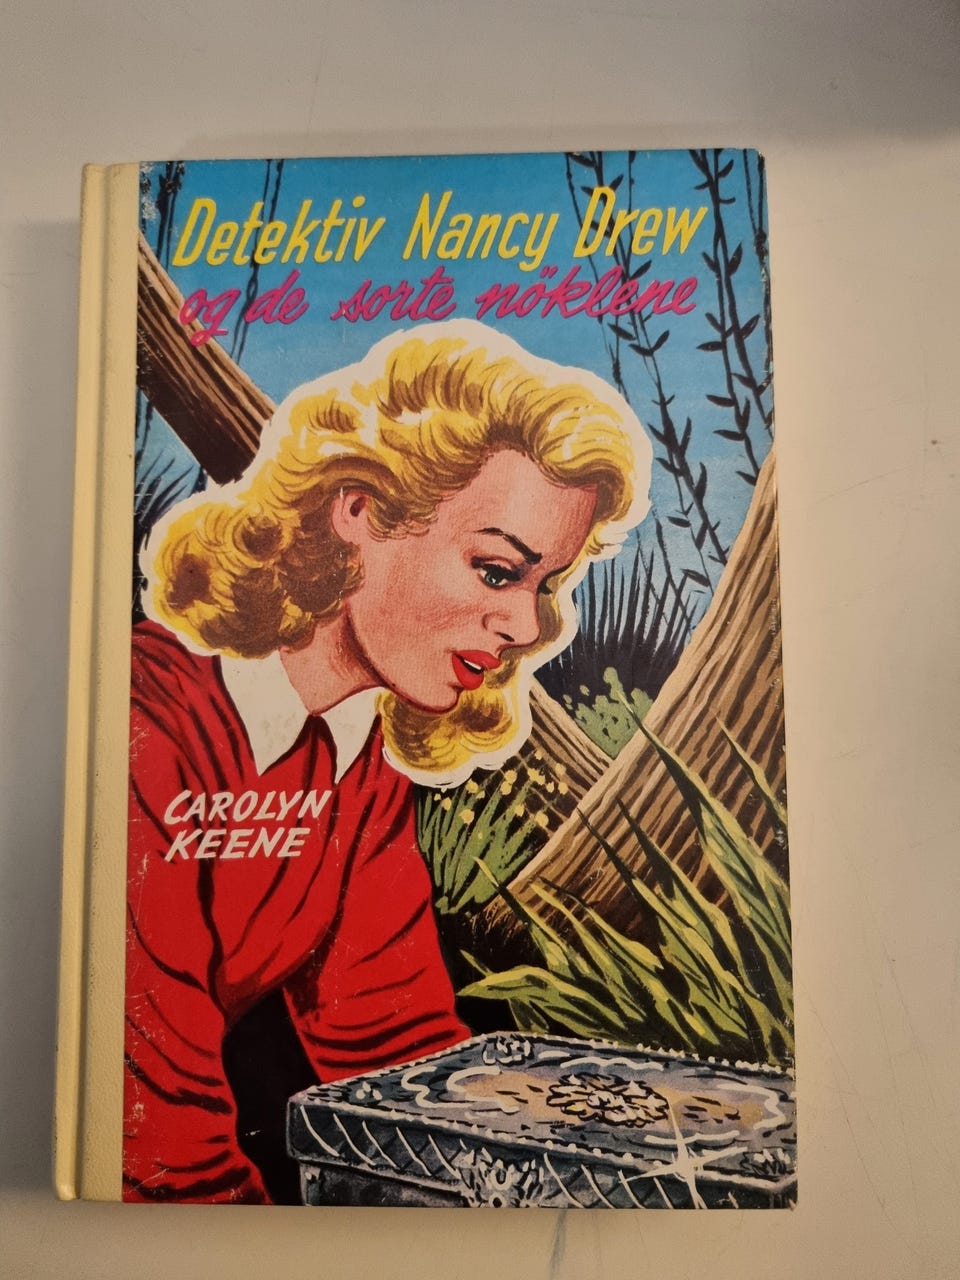 Detektiv Nancy Drew
og de sorte nöklene
CAROLYN
KEENE